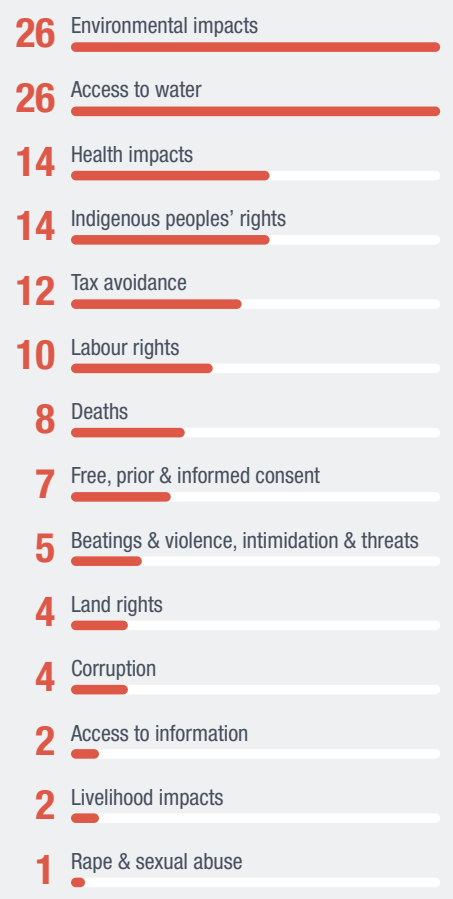 26 Environmental impacts
26 Access to water
14 Health impacts
14 Indigenous peoples’ rights
12 Tax avoidance
10 Labour rights
8 Deaths
7 Free, prior & informed consent
5 Beatings & violence, intimidation & threats
4 Land rights
4 Corruption
2 Access to information
2 Livelihood impacts
1 Rape & sexual abuse